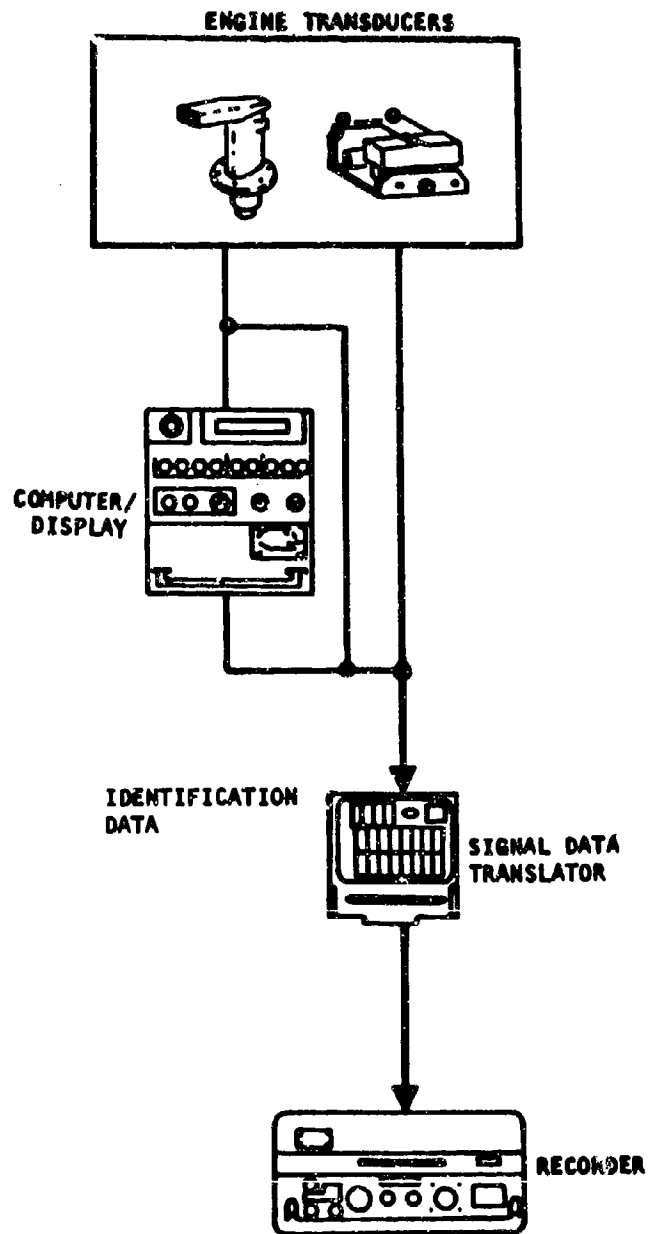 ENGINE TRANSDUCERS
COMPUTER/
DISPLAY
IDENTIFICATION
DATA
SIGNAL DATA
TRANSLATOR
RECORDER